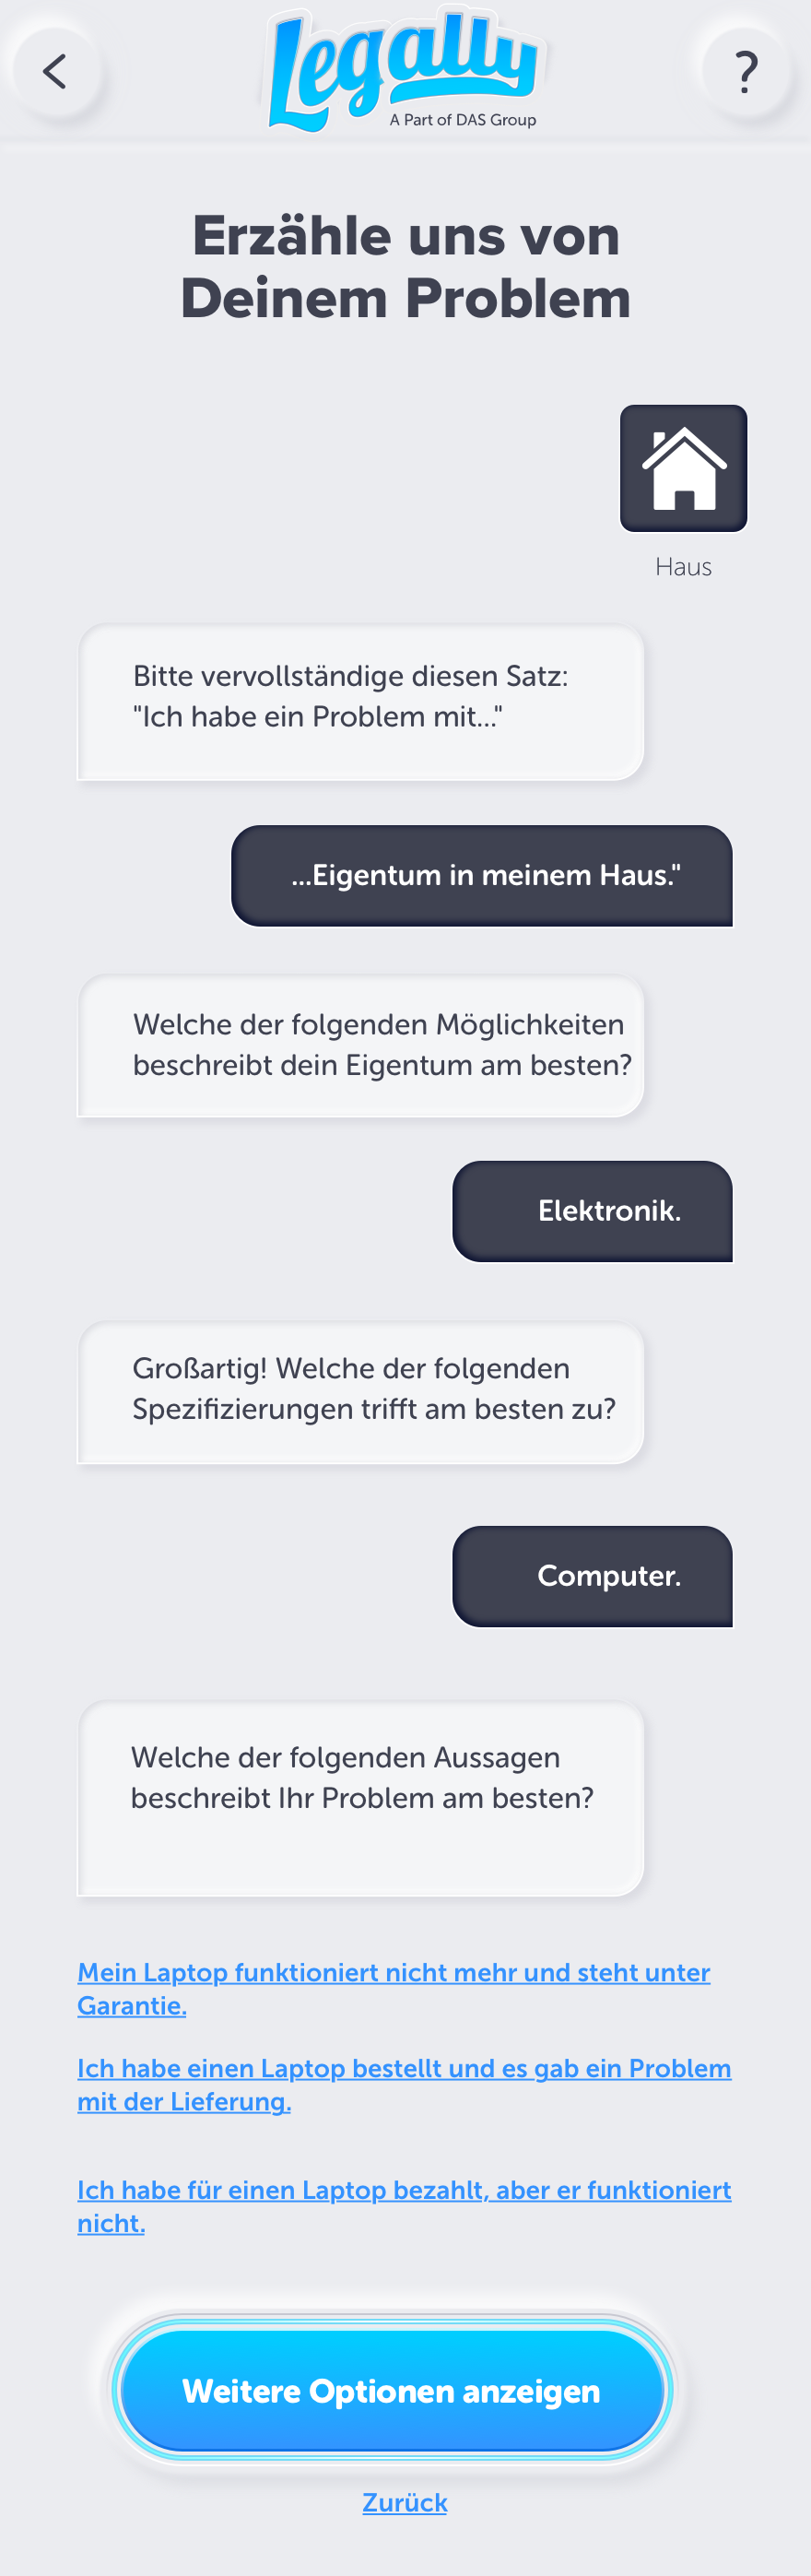 Legally
A Part of DAS Group
?
Erzähle uns von
Deinem Problem
Haus
Bitte vervollständige diesen Satz:
"Ich habe ein Problem mit..."
...Eigentum in meinem Haus."
Welche der folgenden Möglichkeiten
beschreibt dein Eigentum am besten?
Elektronik.
Großartig! Welche der folgenden
Spezifizierungen trifft am besten zu?
Computer.
Welche der folgenden Aussagen
beschreibt Ihr Problem am besten?
Mein Laptop funktioniert nicht mehr und steht unter
Garantie.
Ich habe einen Laptop bestellt und es gab ein Problem
mit der Lieferung.
Ich habe für einen Laptop bezahlt, aber er funktioniert
nicht.
Weitere Optionen anzeigen
Zurück